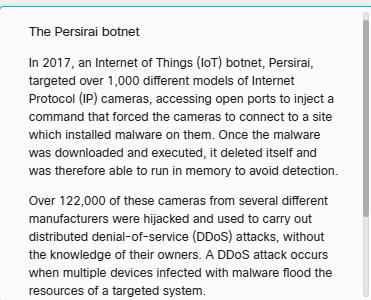 The Persirai botnet
In 2017, an Internet of Things (IoT) botnet, Persirai,
targeted over 1,000 different models of Internet
Protocol (IP) cameras, accessing open ports to inject a
command that forced the cameras to connect to a site
which installed malware on them. Once the malware
was downloaded and executed, it deleted itself and
was therefore able to run in memory to avoid detection.
Over 122,000 of these cameras from several different
manufacturers were hijacked and used to carry out
distributed denial-of-service (DDoS) attacks, without
the knowledge of their owners. A DDoS attack occurs
when multiple devices infected with malware flood the
resources of a targeted system.